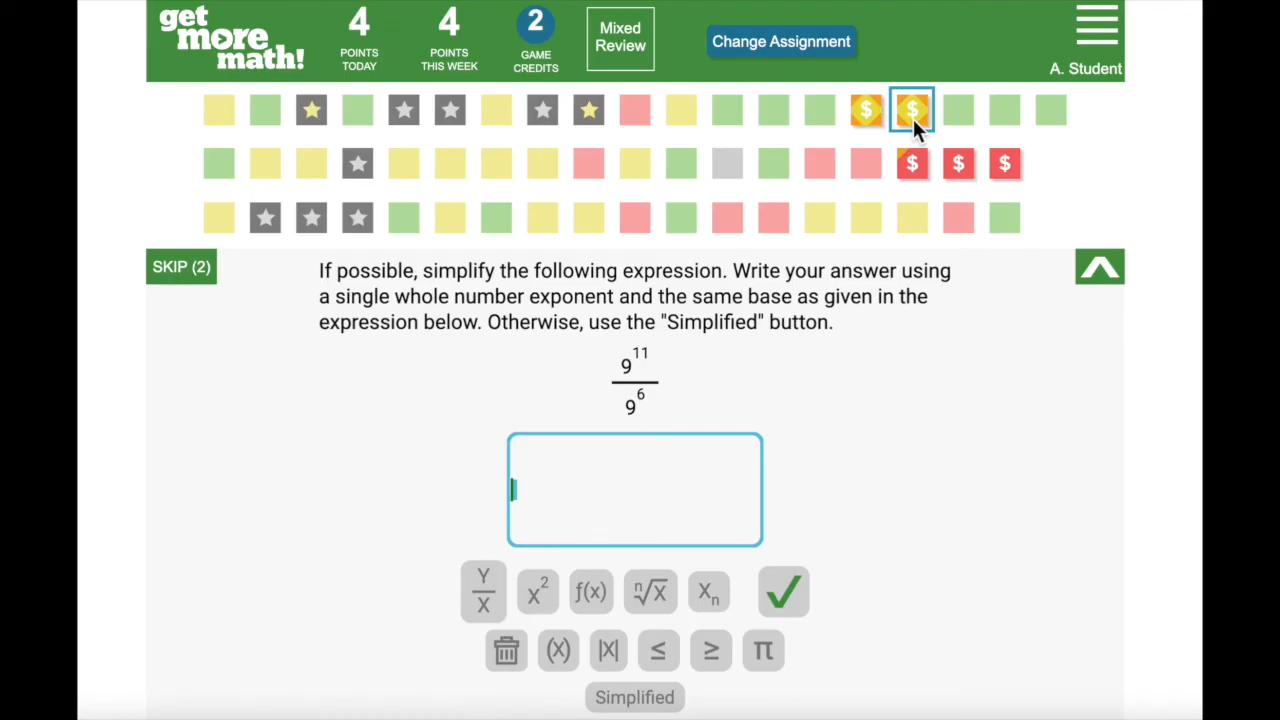 get more math!
4 POINTS TODAY
4 POINTS THIS WEEK
2 GAME CREDITS
Mixed Review
Change Assignment
A. Student
$ $
$ $ $
SKIP (2)
If possible, simplify the following expression. Write your answer using
a single whole number exponent and the same base as given in the
expression below. Otherwise, use the "Simplified" button.
9^11
9^6
Y/X x^2 ƒ(x) ⁿ√X Xₙ
(X) |X| ≤ ≥ π
Simplified